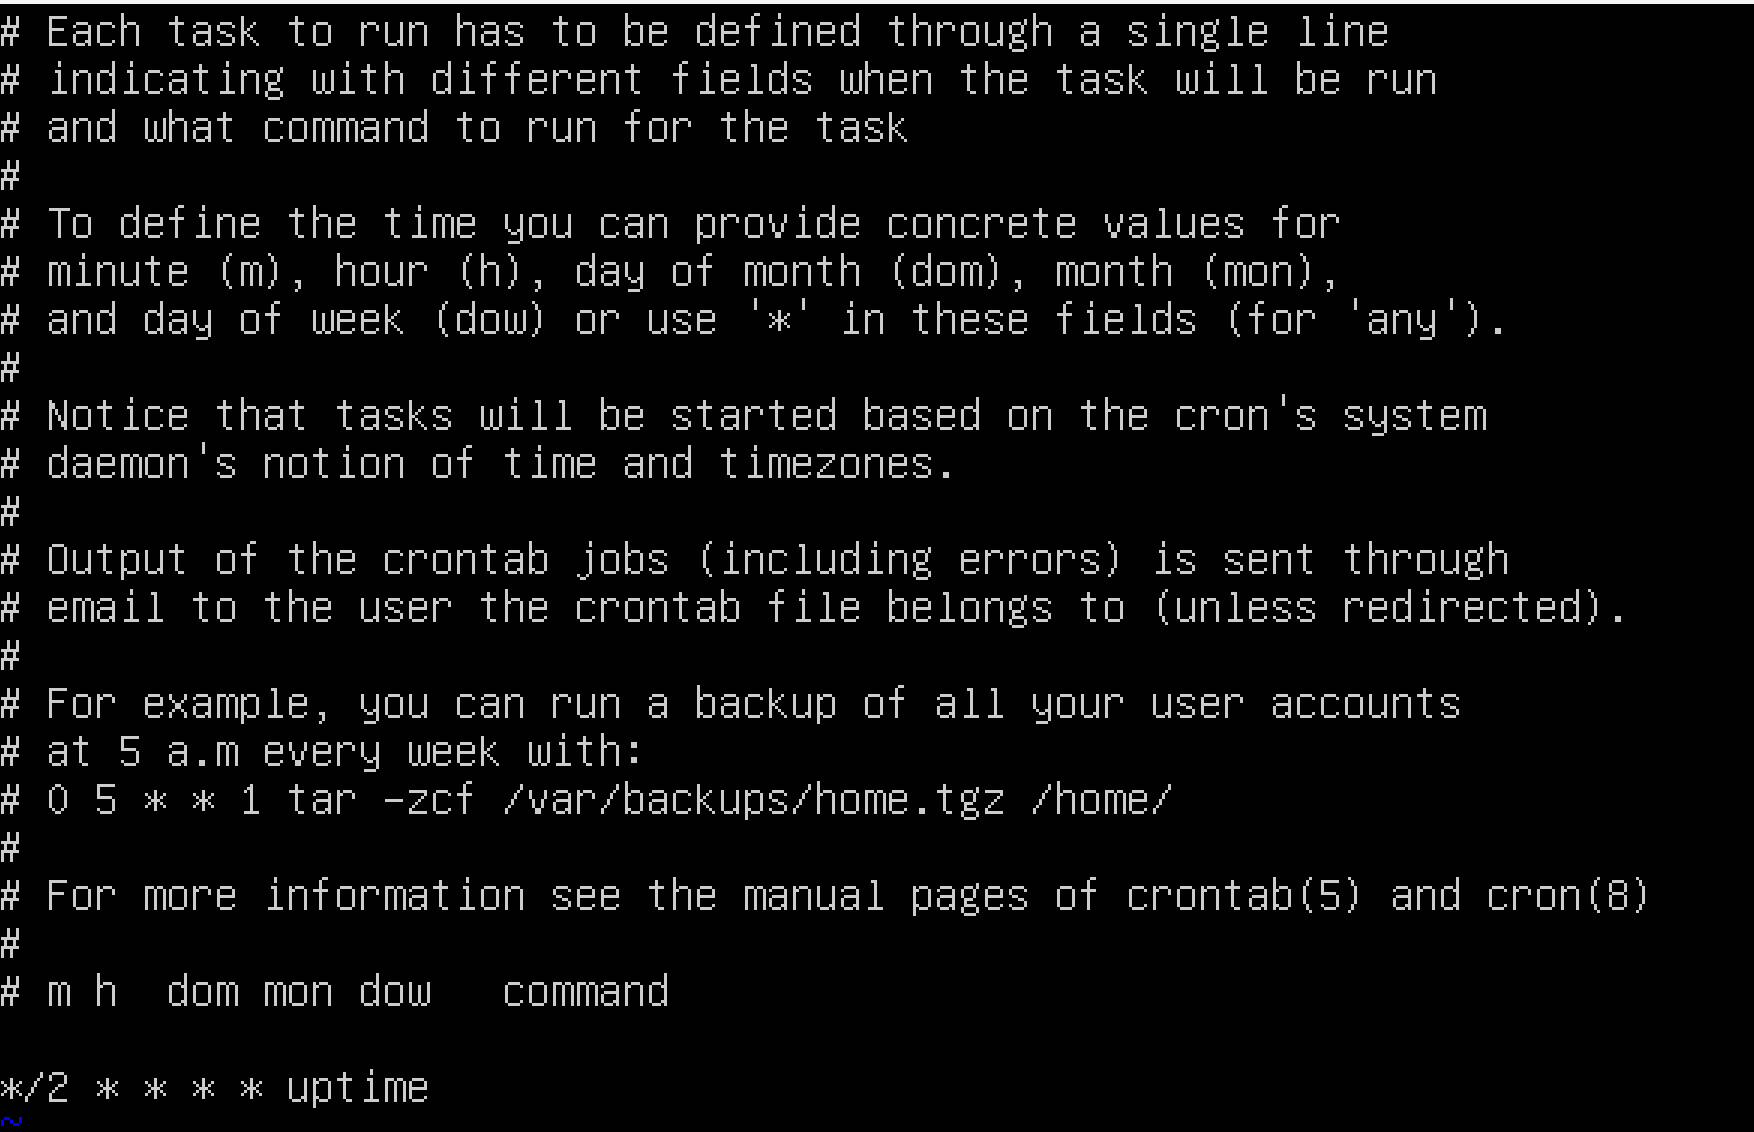 # Each task to run has to be defined through a single line
# indicating with different fields when the task will be run
# and what command to run for the task
#
# To define the time you can provide concrete values for
# minute (m), hour (h), day of month (dom), month (mon),
# and day of week (dow) or use '*' in these fields (for 'any').
#
# Notice that tasks will be started based on the cron's system
# daemon's notion of time and timezones.
#
# Output of the crontab jobs (including errors) is sent through
# email to the user the crontab file belongs to (unless redirected).
#
# For example, you can run a backup of all your user accounts
# at 5 a.m every week with:
# 0 5 * * 1 tar -zcf /var/backups/home.tgz /home/
#
# For more information see the manual pages of crontab(5) and cron(8)
#
# m h  dom mon dow   command

*/2 * * * * uptime
~